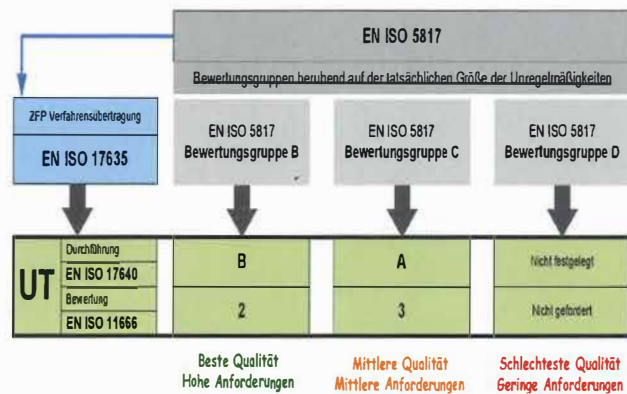 EN ISO 5817
Bewertungsgruppen beruhend auf der tatsächlichen Größe der Unregelmäßigkeiten
ZFP Verfahrensübertragung
EN ISO 17635
EN ISO 5817
Bewertungsgruppe B
EN ISO 5817
Bewertungsgruppe C
EN ISO 5817
Bewertungsgruppe D
UT
Durchführung
EN ISO 17640
Bewertung
EN ISO 11666
B
A
Nicht festgelegt
2
3
Nicht gefordert
Beste Qualität
Hohe Anforderungen
Mittlere Qualität
Mittlere Anforderungen
Schlechteste Qualität
Geringe Anforderungen